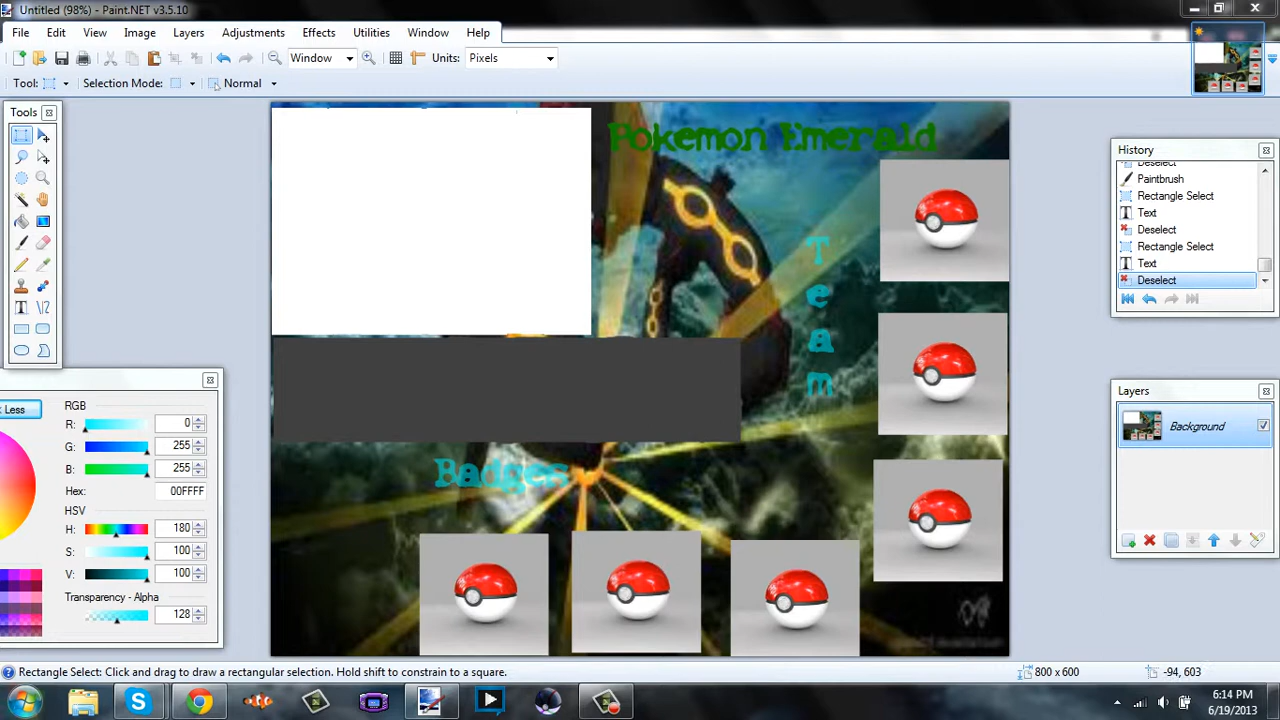 Untitled (98%) - Paint.NET v3.5.10
File Edit View Image Layers Effects Adjustments Utilities Window Help
Window Units: Pixels
Tool: Selection Mode: Normal
Tools
Pokemon Emerald
Team
Badges
History
Deselect
Paintbrush
Rectangle Select
Text
Deselect
Rectangle Select
Text
Deselect
Layers
Background
Less
RGB
R: 0
G: 255
B: 255
Hex: 00FFFF
HSV
H: 180
S: 100
V: 100
Transparency - Alpha
128
Rectangle Select: Click and drag to draw a rectangular selection. Hold shift to constrain to a square.
800 x 600
-94, 603
6:14 PM
6/19/2013